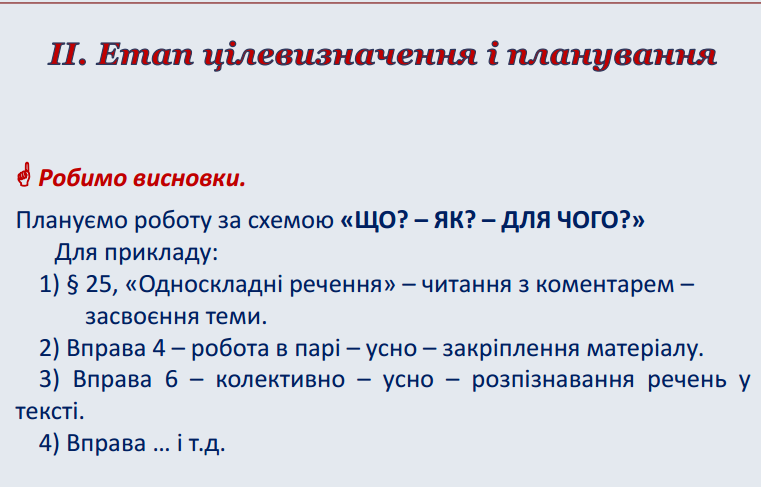 ІІ. Етап цілевизначення і планування
☝ Робимо висновки.
Плануємо роботу за схемою «ЩО? – ЯК? – ДЛЯ ЧОГО?»
Для прикладу:
1) § 25, «Односкладні речення» – читання з коментарем –
засвоєння теми.
2) Вправа 4 – робота в парі – усно – закріплення матеріалу.
3) Вправа 6 – колективно – усно – розпізнавання речень у
тексті.
4) Вправа … і т.д.